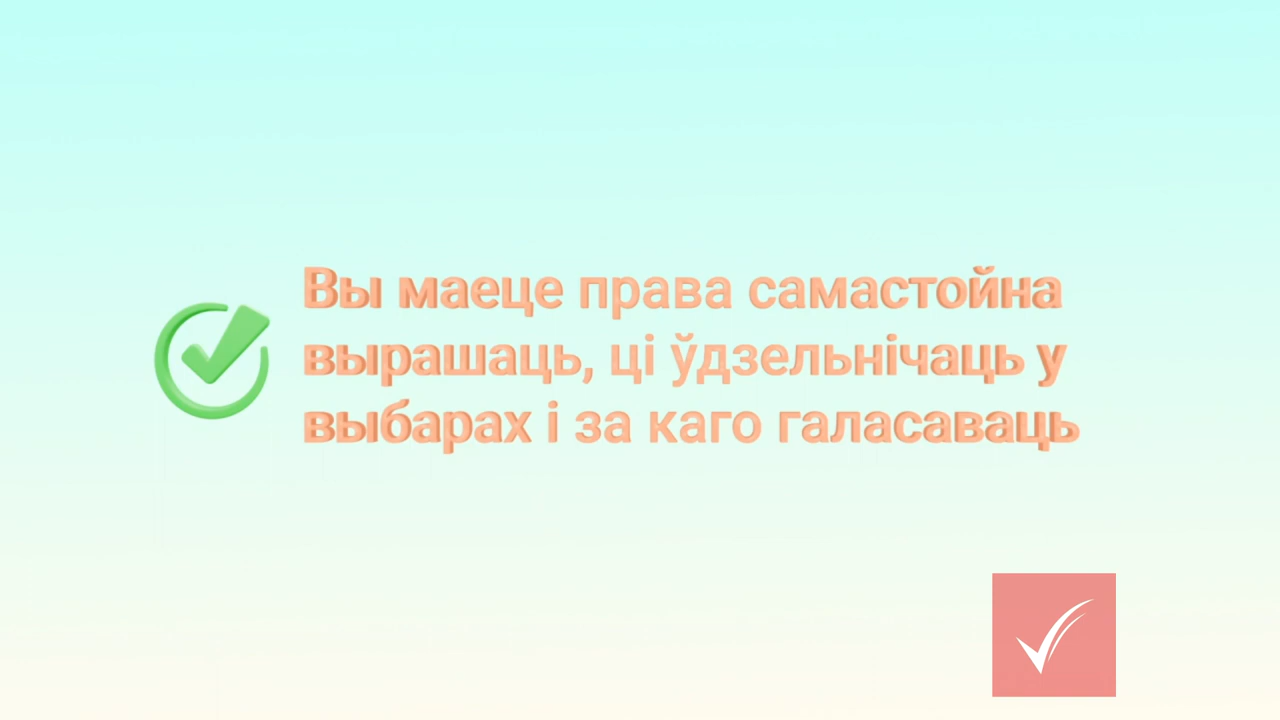 Вы маеце права самастойна
вырашаць, ці ўдзельнічаць у
выбарах і за каго галасаваць